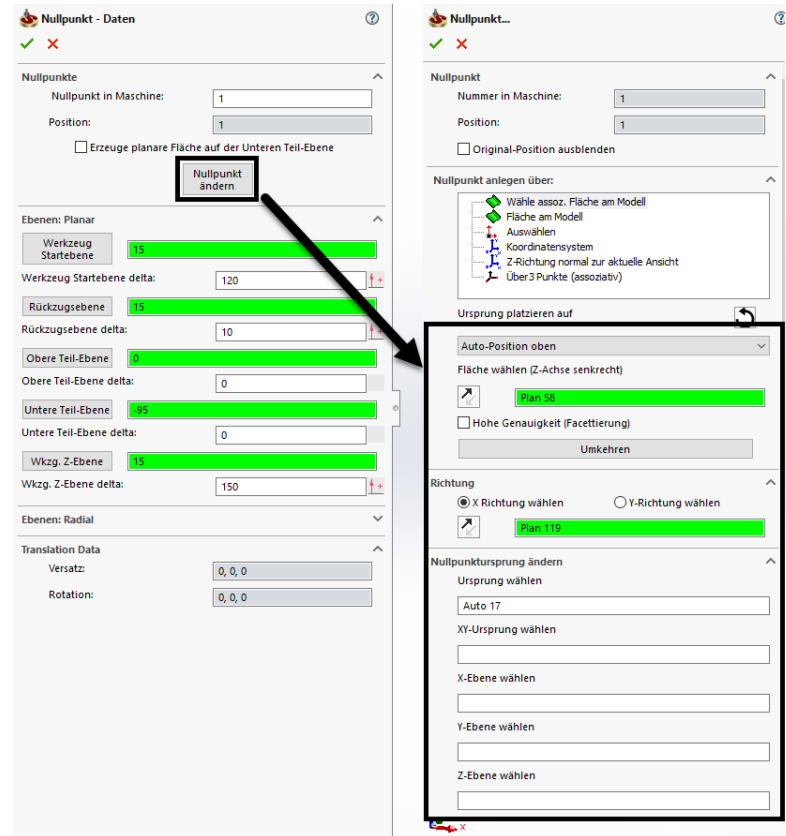 Nullpunkt - Daten
Nullpunkte
Nullpunkt in Maschine: 1
Position: 1
Erzeuge planare Fläche auf der Unteren Teil-Ebene
Nullpunkt
ändern
Ebenen: Planar
Werkzeug
Startebene
15
Werkzeug Startebene delta: 120
Rückzugsebene 15
Rückzugsebene delta: 10
Obere Teil-Ebene 0
Obere Teil-Ebene delta: 0
Untere Teil-Ebene -95
Untere Teil-Ebene delta: 0
Wkzg. Z-Ebene 15
Wkzg. Z-Ebene delta: 150
Ebenen: Radial
Translation Data
Versatz: 0, 0, 0
Rotation: 0, 0, 0
Nullpunkt...
Nullpunkt
Nummer in Maschine: 1
Position: 1
Original-Position ausblenden
Nullpunkt anlegen über:
Wähle assoz. Fläche am Modell
Fläche am Modell
Auswählen
Koordinatensystem
Z-Richtung normal zur aktuelle Ansicht
Über3 Punkte (assoziativ)
Ursprung platzieren auf
Auto-Position oben
Fläche wählen (Z-Achse senkrecht)
Plan 58
Hohe Genauigkeit (Facettierung)
Umkehren
Richtung
X Richtung wählen Y-Richtung wählen
Plan 119
Nullpunktursprung ändern
Ursprung wählen
Auto 17
XY-Ursprung wählen
X-Ebene wählen
Y-Ebene wählen
Z-Ebene wählen
X